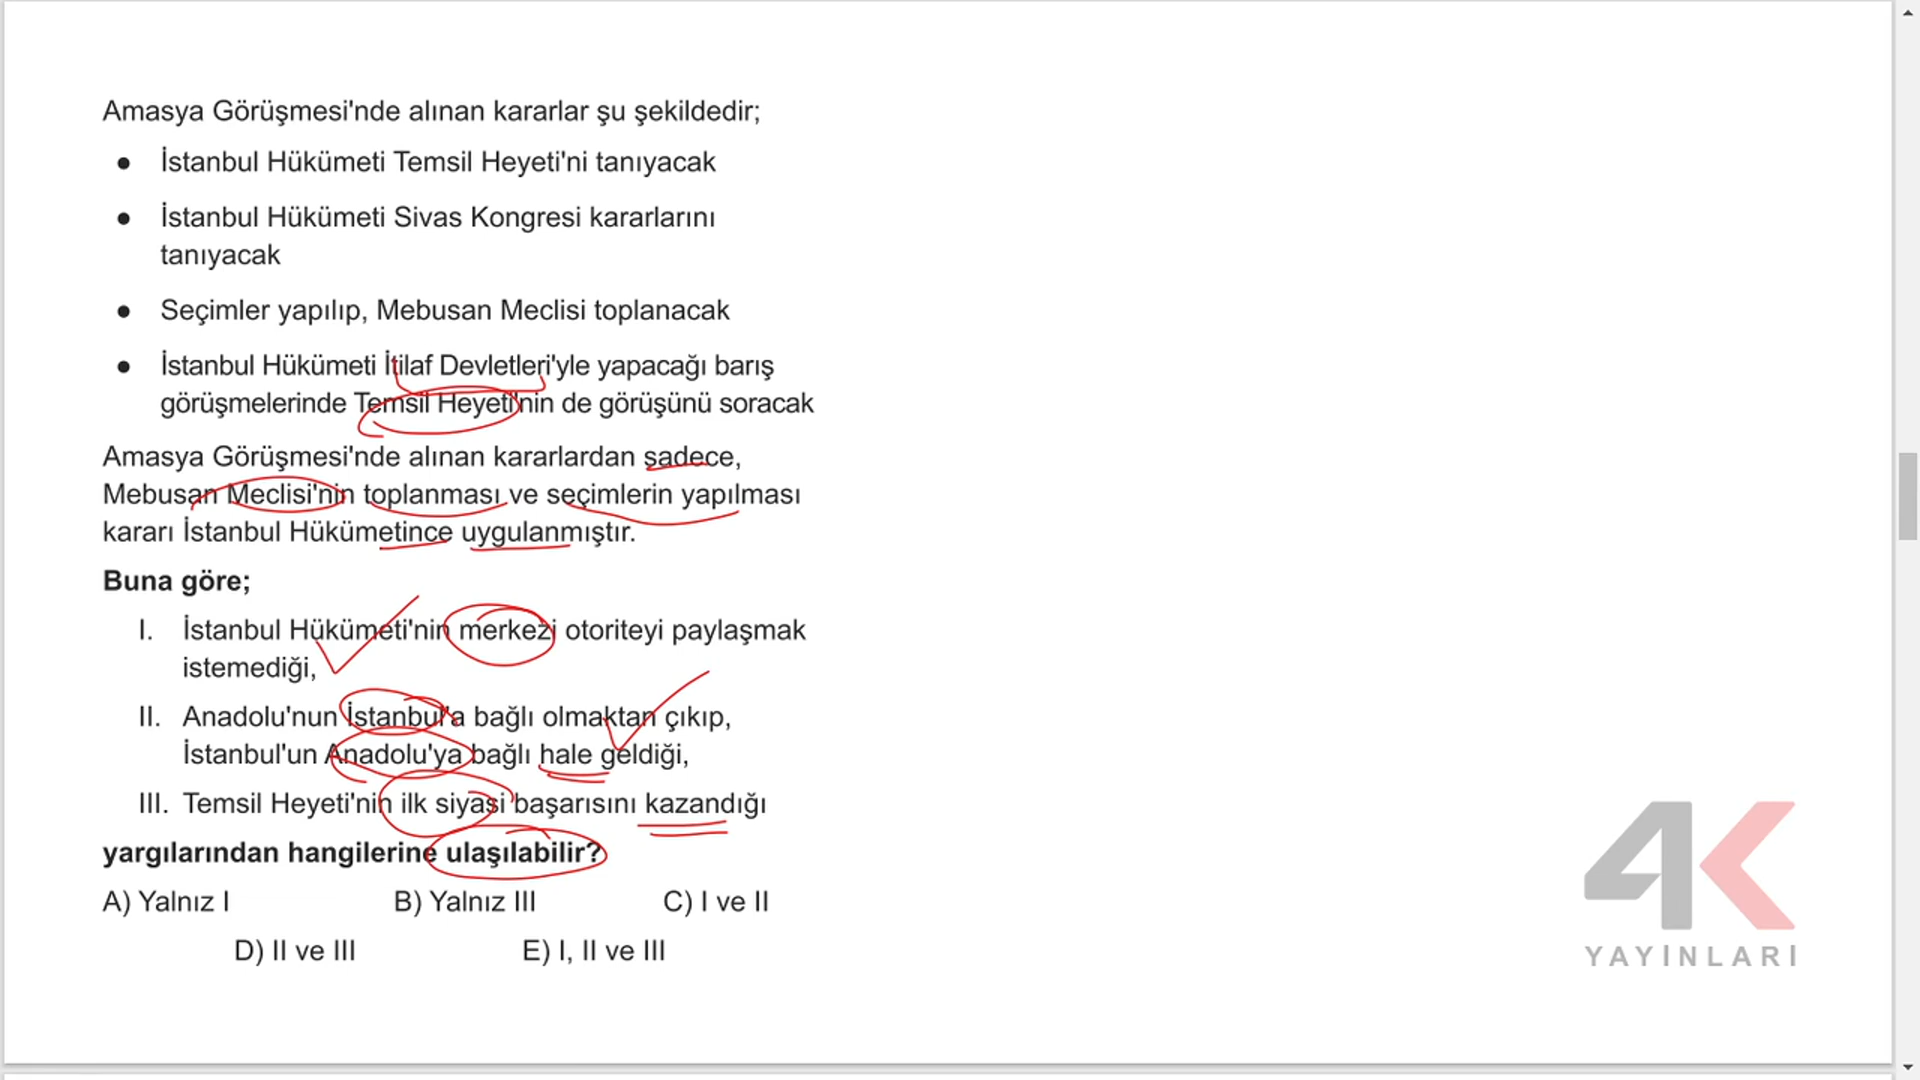 Amasya Görüşmesi'nde alınan kararlar şu şekildedir;
● İstanbul Hükümeti Temsil Heyeti'ni tanıyacak
● İstanbul Hükümeti Sivas Kongresi kararlarını
tanıyacak
● Seçimler yapılıp, Mebusan Meclisi toplanacak
● İstanbul Hükümeti İtilaf Devletleri'yle yapacağı barış
görüşmelerinde Temsil Heyeti'nin de görüşünü soracak
Amasya Görüşmesi'nde alınan kararlardan sadece,
Mebusan Meclisi'nin toplanması ve seçimlerin yapılması
kararı İstanbul Hükümetince uygulanmıştır.
Buna göre;
I. İstanbul Hükümeti'nin merkezi otoriteyi paylaşmak
istemediği,
II. Anadolu'nun İstanbul'a bağlı olmaktan çıkıp,
İstanbul'un Anadolu'ya bağlı hale geldiği,
III. Temsil Heyeti'nin ilk siyasi başarısını kazandığı
yargılarından hangilerine ulaşılabilir?
A) Yalnız I B) Yalnız III C) I ve II
D) II ve III E) I, II ve III
4K
YAYINLARI